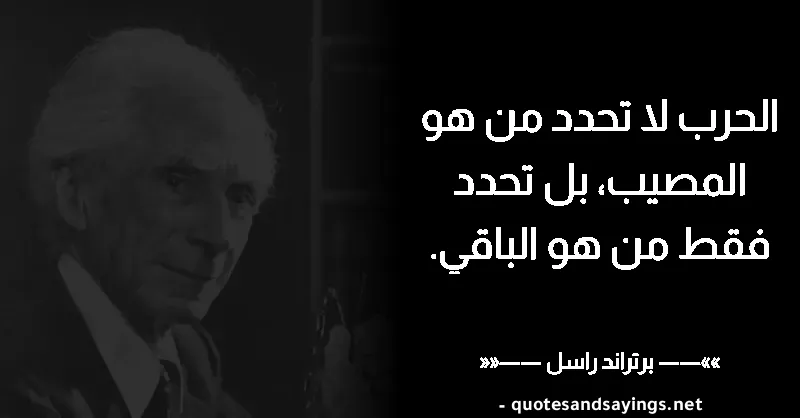 الحرب لا تحدد من هو
المصيب، بل تحدد
فقط من هو الباقي.
»»—— برتراند راسل ——««
- quotesandsayings.net